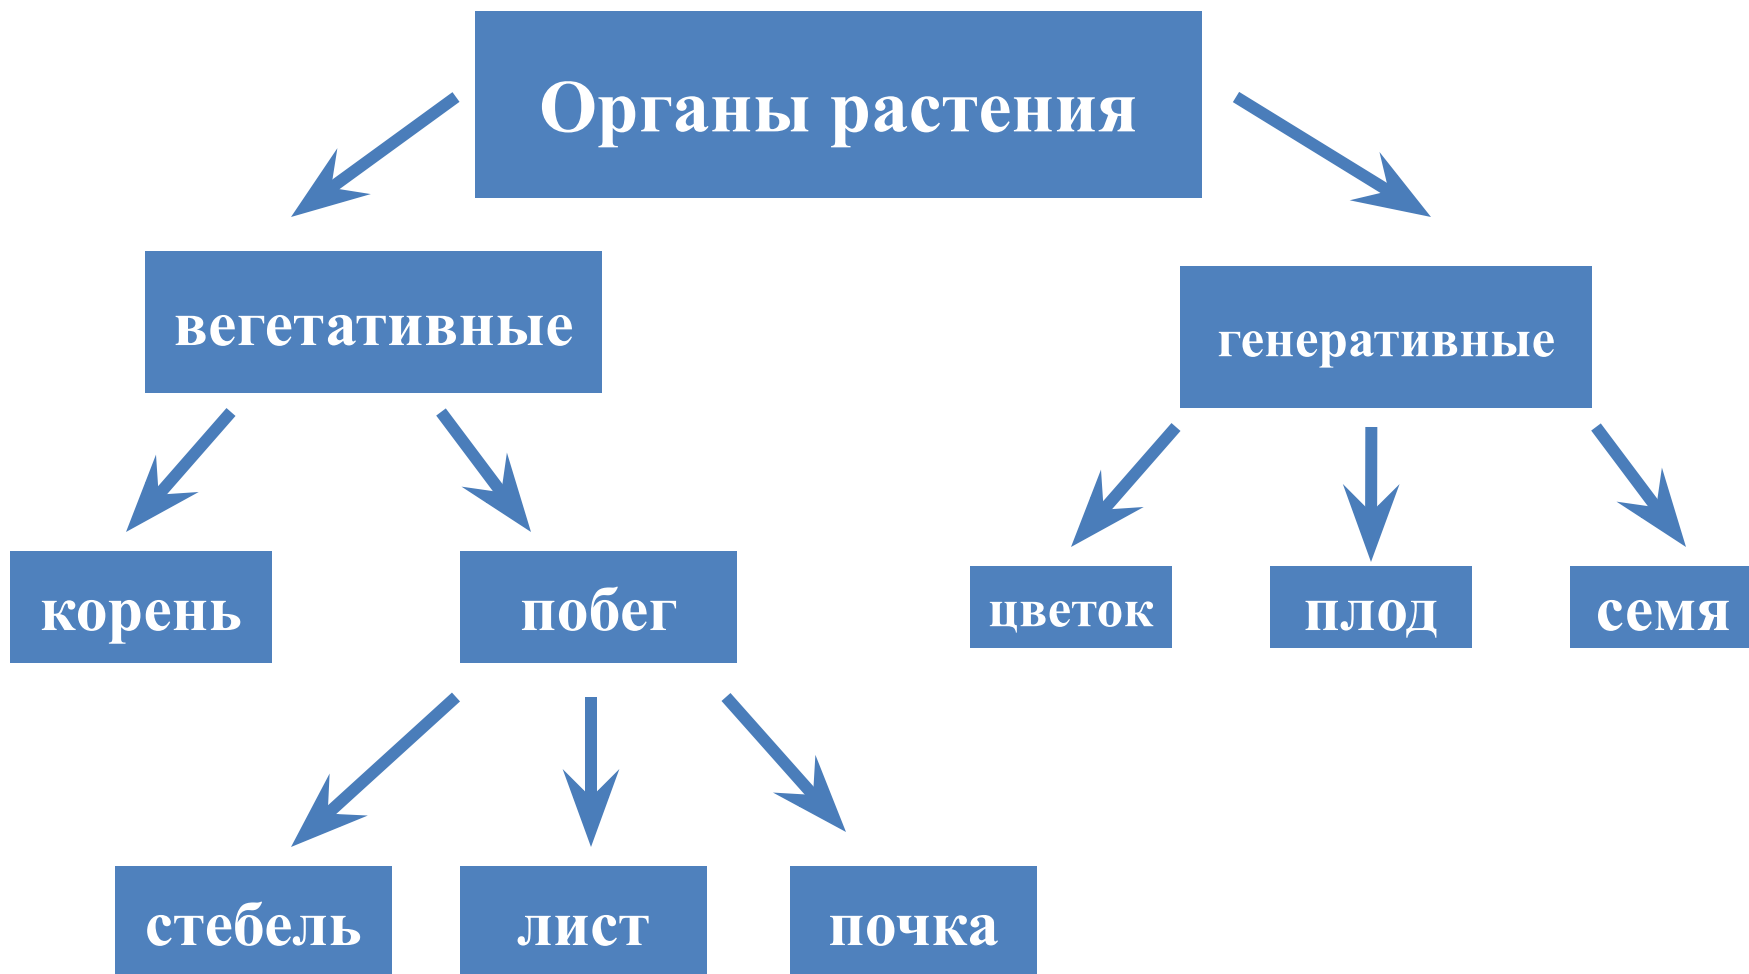 Органы растения
вегетативные
генеративные
корень
побег
цветок
плод
семя
стебель
лист
почка